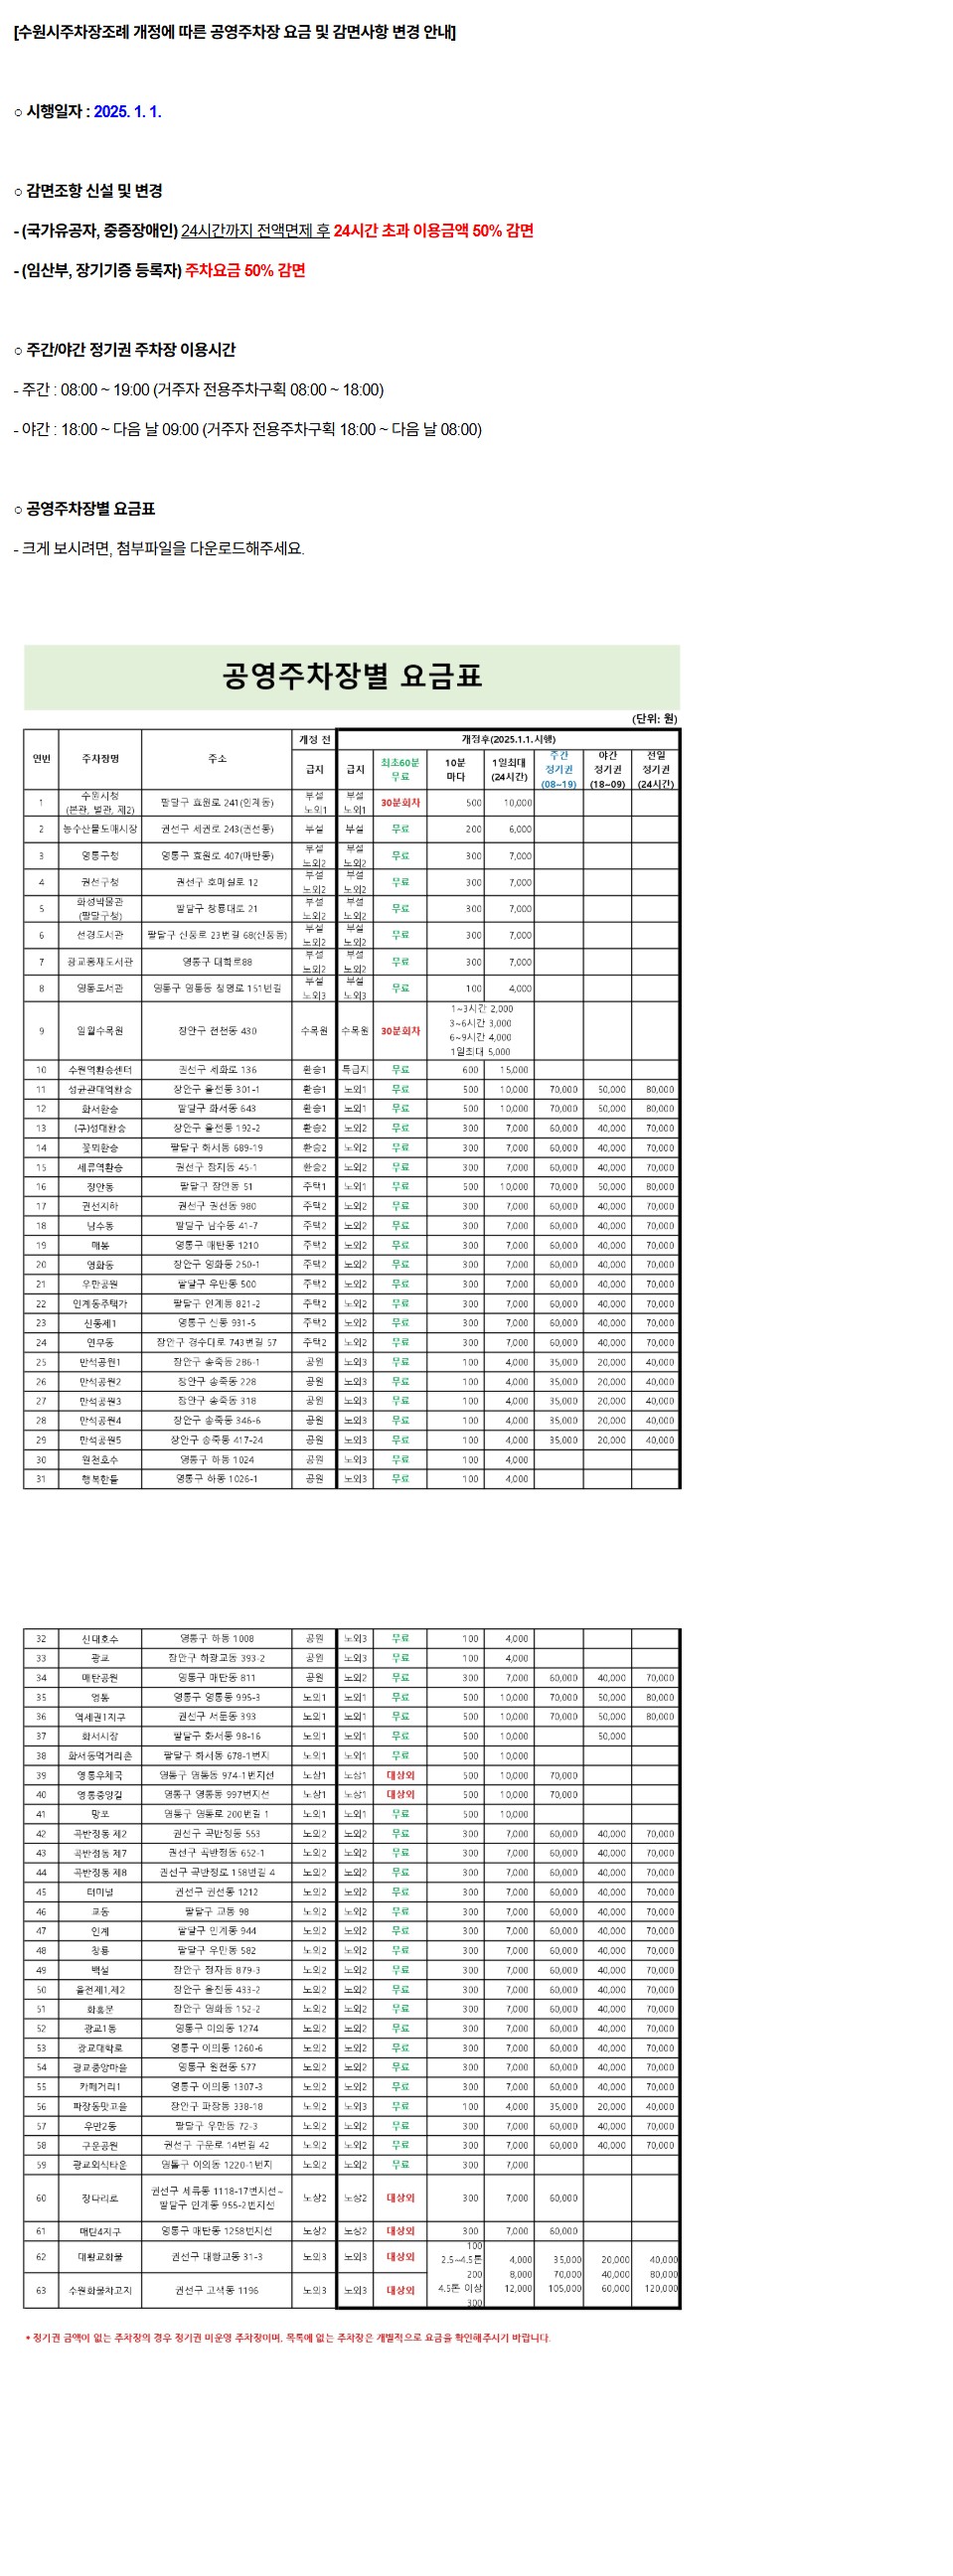 [수원시주차장조례 개정에 따른 공영주차장 요금 및 감면사항 변경 안내]
○ 시행일자 : 2025. 1. 1.
○ 감면조항 신설 및 변경
- (국가유공자, 중증장애인) 24시간까지 전액면제 후 24시간 초과 이용금액 50% 감면
- (임산부, 장기기증 등록자) 주차요금 50% 감면
○ 주간/야간 정기권 주차장 이용시간
- 주간 : 08:00 ~ 19:00 (거주자 전용주차구획 08:00 ~ 18:00)
- 야간 : 18:00 ~ 다음 날 09:00 (거주자 전용주차구획 18:00 ~ 다음 날 08:00)
○ 공영주차장별 요금표
- 크게 보시려면, 첨부파일을 다운로드해주세요.
공영주차장별 요금표
(단위: 원)
연번 주차장명 주소 개정 전 개정후(2025.1.1.시행)
급지 급지 최초60분 무료 10분 마다 1일최대 (24시간) 주간 정기권 (08~19) 야간 정기권 (18~09) 전일 정기권 (24시간)
1 수원시청 (본관, 별관, 제2) 팔달구 효원로 241(인계동) 부설 노외1 부설 노외1 30분회차 500 10,000
2 농수산물도매시장 권선구 세권로 243(권선동) 부설 부설 무료 200 6,000
3 영통구청 영통구 효원로 407(매탄동) 부설 노외2 부설 노외2 무료 300 7,000
4 권선구청 권선구 호매실로 12 부설 노외2 부설 노외2 무료 300 7,000
5 화성박물관 (팔달구청) 팔달구 창룡대로 21 부설 노외2 부설 노외2 무료 300 7,000
6 선경도서관 팔달구 신풍로 23번길 68(신풍동) 부설 노외2 부설 노외2 무료 300 7,000
7 광교홍재도서관 영통구 대학로88 부설 노외2 부설 노외2 무료 300 7,000
8 영통도서관 영통구 영통동 청명로 151번길 부설 노외3 부설 노외3 무료 100 4,000
9 일월수목원 장안구 천천동 430 수목원 수목원 30분회차 1~3시간 2,000 3~6시간 3,000 6~9시간 4,000 1일최대 5,000
10 수원역환승센터 권선구 세화로 136 환승1 특급지 무료 600 15,000
11 성균관대역환승 장안구 율전동 301-1 환승1 노외1 무료 500 10,000 70,000 50,000 80,000
12 화서환승 팔달구 화서동 643 환승1 노외1 무료 500 10,000 70,000 50,000 80,000
13 (구)성대환승 장안구 율전동 192-2 환승2 노외2 무료 300 7,000 60,000 40,000 70,000
14 꽃뫼환승 팔달구 화서동 689-19 환승2 노외2 무료 300 7,000 60,000 40,000 70,000
15 세류역환승 권선구 장지동 45-1 환승2 노외2 무료 300 7,000 60,000 40,000 70,000
16 장안동 팔달구 장안동 51 주택1 노외1 무료 500 10,000 70,000 50,000 80,000
17 권선지하 권선구 권선동 980 주택2 노외2 무료 300 7,000 60,000 40,000 70,000
18 남수동 팔달구 남수동 41-7 주택2 노외2 무료 300 7,000 60,000 40,000 70,000
19 매봉 영통구 매탄동 1210 주택2 노외2 무료 300 7,000 60,000 40,000 70,000
20 영화동 장안구 영화동 250-1 주택2 노외2 무료 300 7,000 60,000 40,000 70,000
21 우만공원 팔달구 우만동 500 주택2 노외2 무료 300 7,000 60,000 40,000 70,000
22 인계동주택가 팔달구 인계동 821-2 주택2 노외2 무료 300 7,000 60,000 40,000 70,000
23 신동제1 영통구 신동 931-5 주택2 노외2 무료 300 7,000 60,000 40,000 70,000
24 연무동 장안구 경수대로 743번길 57 주택2 노외2 무료 300 7,000 60,000 40,000 70,000
25 만석공원1 장안구 송죽동 286-1 공원 노외3 무료 100 4,000 35,000 20,000 40,000
26 만석공원2 장안구 송죽동 228 공원 노외3 무료 100 4,000 35,000 20,000 40,000
27 만석공원3 장안구 송죽동 318 공원 노외3 무료 100 4,000 35,000 20,000 40,000
28 만석공원4 장안구 송죽동 346-6 공원 노외3 무료 100 4,000 35,000 20,000 40,000
29 만석공원5 장안구 송죽동 417-24 공원 노외3 무료 100 4,000 35,000 20,000 40,000
30 원천호수 영통구 하동 1024 공원 노외3 무료 100 4,000
31 행복한들 영통구 하동 1026-1 공원 노외3 무료 100 4,000
32 신대호수 영통구 하동 1008 공원 노외3 무료 100 4,000
33 광교 장안구 하광교동 393-2 공원 노외3 무료 100 4,000
34 매탄공원 영통구 매탄동 811 공원 노외2 무료 300 7,000 60,000 40,000 70,000
35 영통 영통구 영통동 995-3 노외1 노외1 무료 500 10,000 70,000 50,000 80,000
36 역세권1지구 권선구 서둔동 393 노외1 노외1 무료 500 10,000 70,000 50,000 80,000
37 화서시장 팔달구 화서동 98-16 노외1 노외1 무료 500 10,000 50,000
38 화서동먹거리촌 팔달구 화서동 678-1번지 노외1 노외1 무료 500 10,000
39 영통우체국 영통구 영통동 974-1번지선 노상1 노상1 대상외 500 10,000 70,000
40 영통중앙길 영통구 영통동 997번지선 노상1 노상1 대상외 500 10,000 70,000
41 망포 영통구 영통로 200번길 1 노외1 노외1 무료 500 10,000
42 곡반정동 제2 권선구 곡반정동 553 노외2 노외2 무료 300 7,000 60,000 40,000 70,000
43 곡반정동 제7 권선구 곡반정동 652-1 노외2 노외2 무료 300 7,000 60,000 40,000 70,000
44 곡반정동 제8 권선구 곡반정로 158번길 4 노외2 노외2 무료 300 7,000 60,000 40,000 70,000
45 터미널 권선구 권선동 1212 노외2 노외2 무료 300 7,000 60,000 40,000 70,000
46 교동 팔달구 교동 98 노외2 노외2 무료 300 7,000 60,000 40,000 70,000
47 인계 팔달구 인계동 944 노외2 노외2 무료 300 7,000 60,000 40,000 70,000
48 창룡 팔달구 우만동 582 노외2 노외2 무료 300 7,000 60,000 40,000 70,000
49 백설 장안구 정자동 879-3 노외2 노외2 무료 300 7,000 60,000 40,000 70,000
50 율전제1,제2 장안구 율전동 433-2 노외2 노외2 무료 300 7,000 60,000 40,000 70,000
51 화홍문 장안구 영화동 152-2 노외2 노외2 무료 300 7,000 60,000 40,000 70,000
52 광교1동 영통구 이의동 1274 노외2 노외2 무료 300 7,000 60,000 40,000 70,000
53 광교대학로 영통구 이의동 1260-6 노외2 노외2 무료 300 7,000 60,000 40,000 70,000
54 광교중앙마을 영통구 원천동 577 노외2 노외2 무료 300 7,000 60,000 40,000 70,000
55 카페거리1 영통구 이의동 1307-3 노외2 노외2 무료 300 7,000 60,000 40,000 70,000
56 파장동맛고을 장안구 파장동 338-18 노외2 노외3 무료 100 4,000 35,000 20,000 40,000
57 우만2동 팔달구 우만동 72-3 노외2 노외2 무료 300 7,000 60,000 40,000 70,000
58 구운공원 권선구 구운로 14번길 42 노외2 노외2 무료 300 7,000 60,000 40,000 70,000
59 광교외식타운 영통구 이의동 1220-1번지 노외2 노외2 무료 300 7,000
60 장다리로 권선구 세류동 1118-17번지선~ 팔달구 인계동 955-2번지선 노상2 노상2 대상외 300 7,000 60,000
61 매탄4지구 영통구 매탄동 1258번지선 노상2 노상2 대상외 300 7,000 60,000
62 대황교화물 권선구 대황교동 31-3 노외3 노외3 대상외 100 4,000 35,000 20,000 40,000
2.5~4.5톤 200 8,000 70,000 40,000 80,000
63 수원화물차고지 권선구 고색동 1196 노외3 노외3 대상외 4.5톤 이상 300 12,000 105,000 60,000 120,000
* 정기권 금액이 없는 주차장의 경우 정기권 미운영 주차장이며, 목록에 없는 주차장은 개별적으로 요금을 확인해주시기 바랍니다.